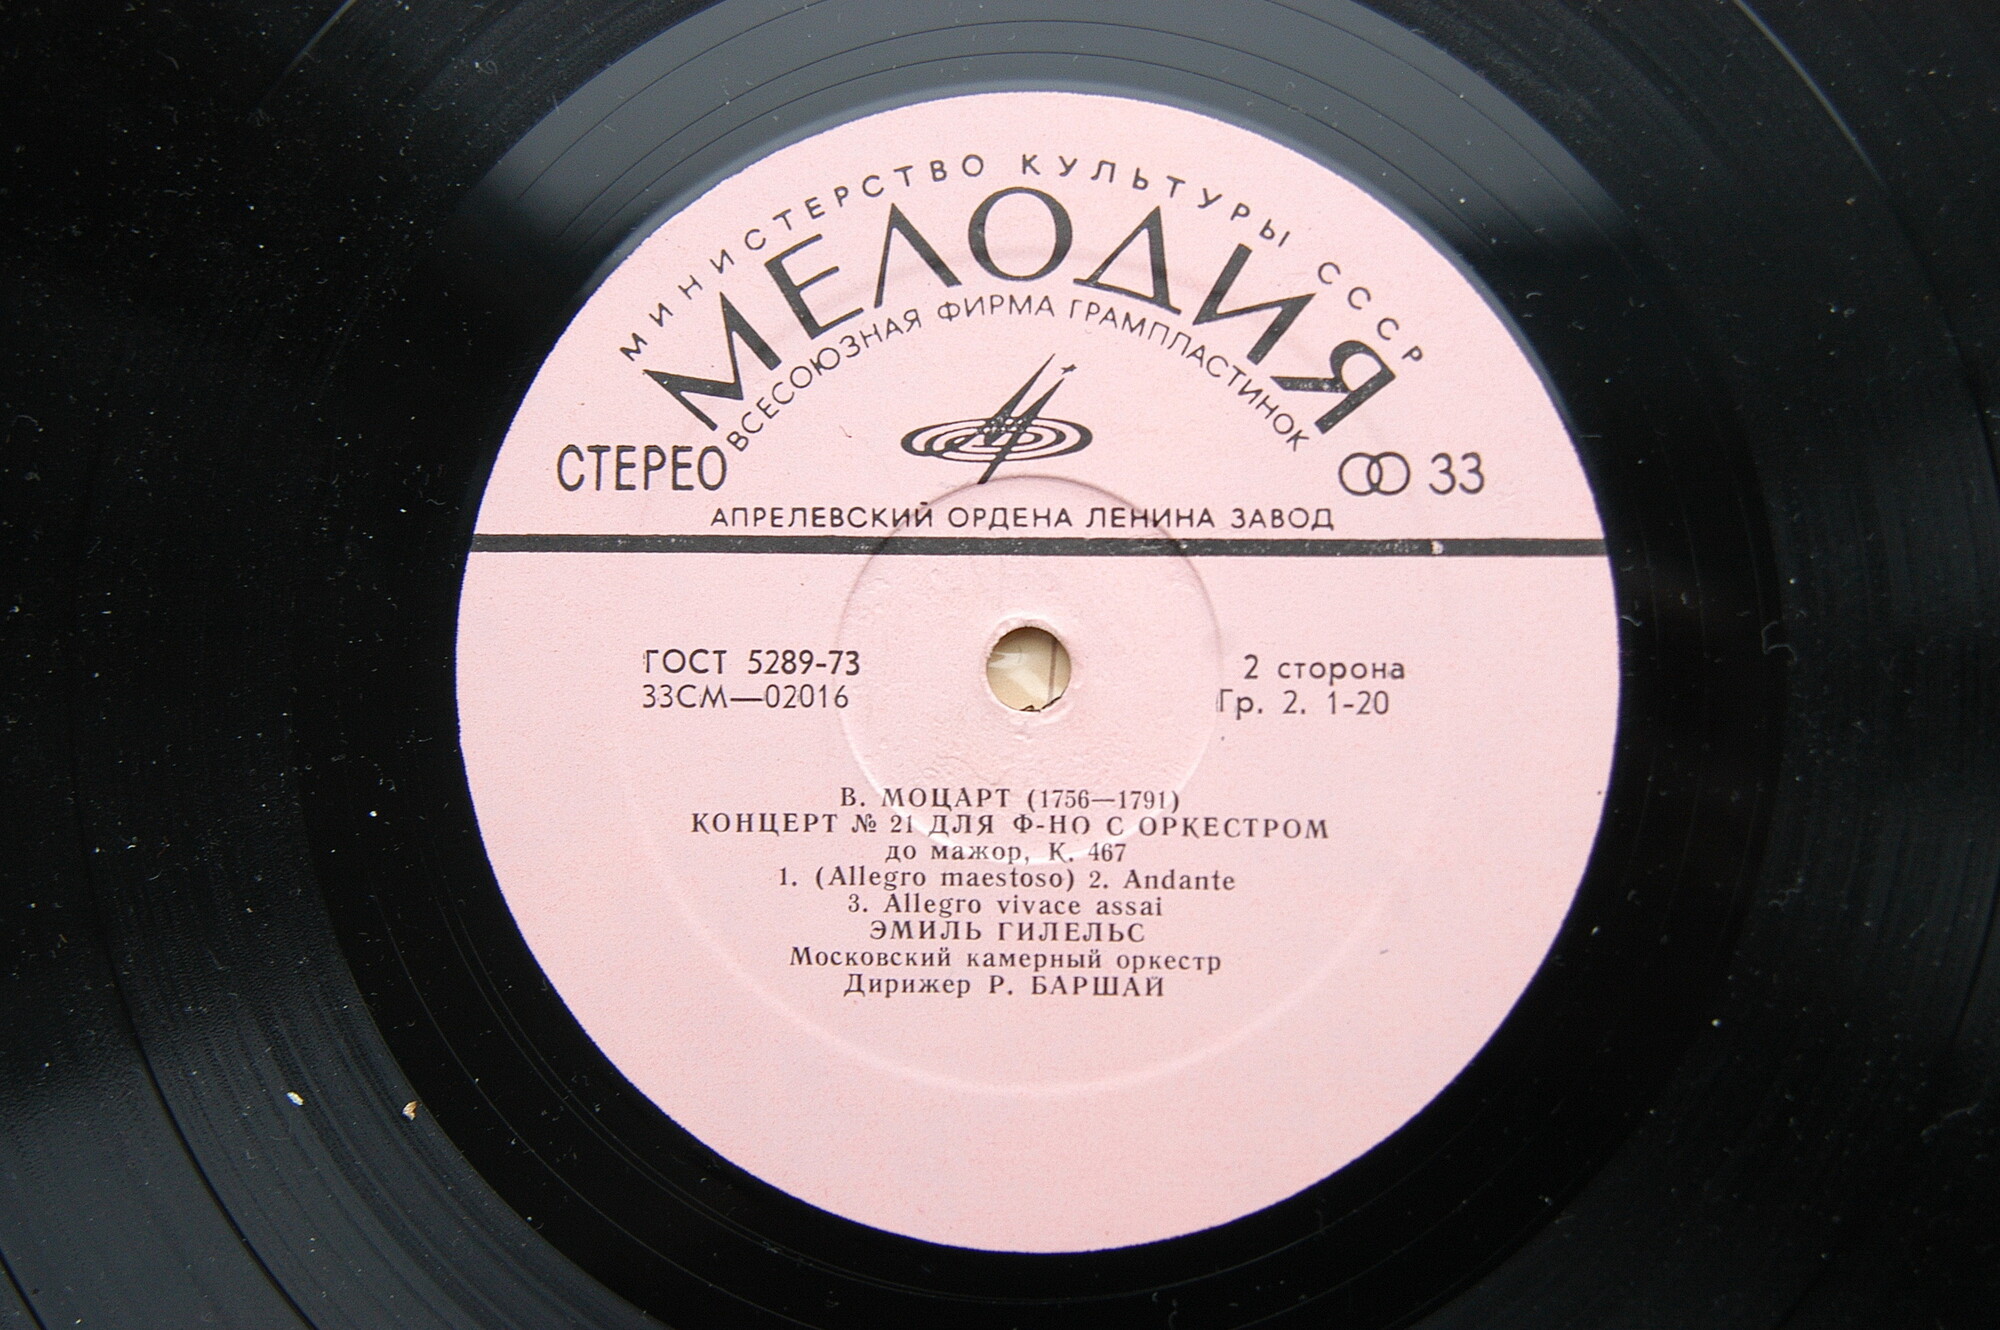 МИНИСТЕРСТВО КУЛЬТУРЫ СССР
МЕЛОДИЯ
ВСЕСОЮЗНАЯ ФИРМА ГРАМПЛАСТИНОК
СТЕРЕО
33
АПРЕЛЕВСКИЙ ОРДЕНА ЛЕНИНА ЗАВОД
ГОСТ 5289-73
33СМ—02016
2 сторона
Гр. 2. 1-20
В. МОЦАРТ (1756—1791)
КОНЦЕРТ № 21 ДЛЯ Ф-НО С ОРКЕСТРОМ
до мажор, К. 467
1. (Allegro maestoso) 2. Andante
3. Allegro vivace assai
ЭМИЛЬ ГИЛЕЛЬС
Московский камерный оркестр
Дирижер Р. БАРШАЙ